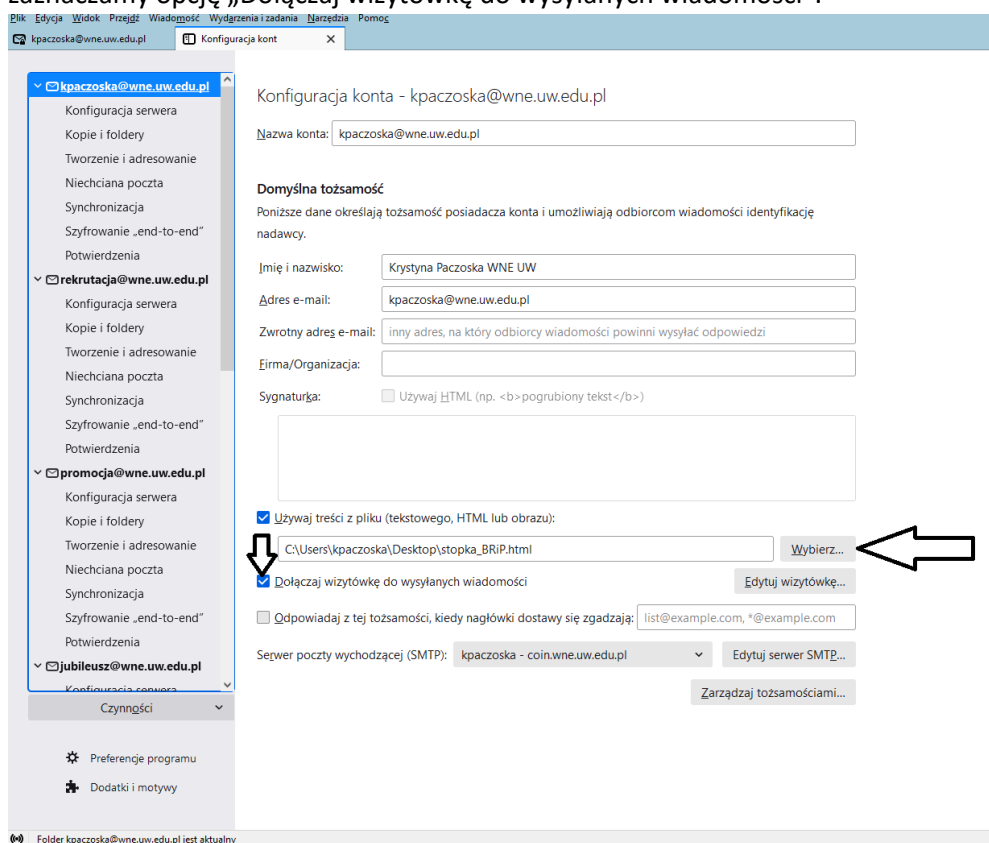 zaznaczamy opcję „Dołączaj wizytówkę do wysyłanych wiadomości”.
Plik Edycja Widok Przejdź Wiadomość Wydarzenia i zadania Narzędzia Pomoc
kpaczoska@wne.uw.edu.pl Konfiguracja kont
kpaczoska@wne.uw.edu.pl
Konfiguracja serwera
Kopie i foldery
Tworzenie i adresowanie
Niechciana poczta
Synchronizacja
Szyfrowanie „end-to-end”
Potwierdzenia
rekrutacja@wne.uw.edu.pl
Konfiguracja serwera
Kopie i foldery
Tworzenie i adresowanie
Niechciana poczta
Synchronizacja
Szyfrowanie „end-to-end”
Potwierdzenia
promocja@wne.uw.edu.pl
Konfiguracja serwera
Kopie i foldery
Tworzenie i adresowanie
Niechciana poczta
Synchronizacja
Szyfrowanie „end-to-end”
Potwierdzenia
jubileusz@wne.uw.edu.pl
Konfiguracja serwera
Czynności
Preferencje programu
Dodatki i motywy
Konfiguracja konta - kpaczoska@wne.uw.edu.pl
Nazwa konta: kpaczoska@wne.uw.edu.pl
Domyślna tożsamość
Poniższe dane określają tożsamość posiadacza konta i umożliwiają odbiorcom wiadomości identyfikację
nadawcy.
Imię i nazwisko: Krystyna Paczoska WNE UW
Adres e-mail: kpaczoska@wne.uw.edu.pl
Zwrotny adres e-mail: inny adres, na który odbiorcy wiadomości powinni wysyłać odpowiedzi
Firma/Organizacja:
Sygnaturka: Używaj HTML (np. <b>pogrubiony tekst</b>)
Używaj treści z pliku (tekstowego, HTML lub obrazu):
C:\Users\kpaczoska\Desktop\stopka_BRiP.html Wybierz...
Dołączaj wizytówkę do wysyłanych wiadomości Edytuj wizytówkę...
Odpowiadaj z tej tożsamości, kiedy nagłówki dostawy się zgadzają: list@example.com, *@example.com
Serwer poczty wychodzącej (SMTP): kpaczoska - coin.wne.uw.edu.pl Edytuj serwer SMTP...
Zarządzaj tożsamościami...
Folder kpaczoska@wne.uw.edu.pl jest aktualny